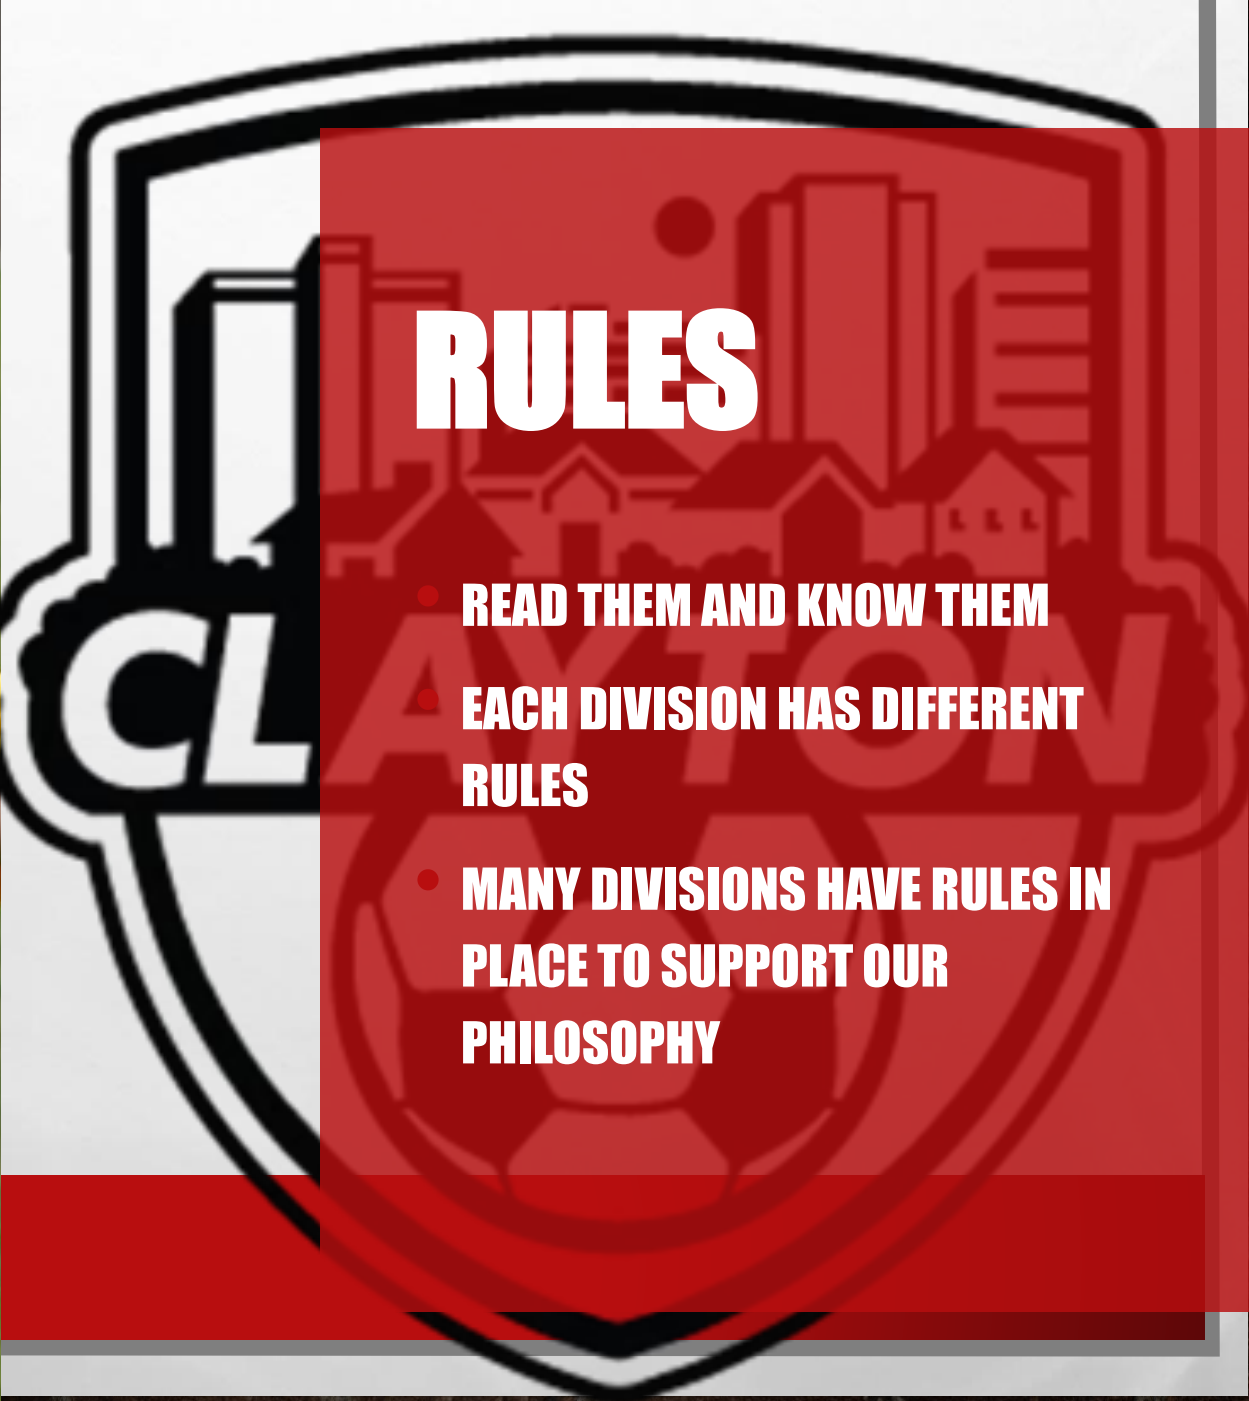 RULES
READ THEM AND KNOW THEM
EACH DIVISION HAS DIFFERENT
RULES
CLAYTON
MANY DIVISIONS HAVE RULES IN
PLACE TO SUPPORT OUR
PHILOSOPHY